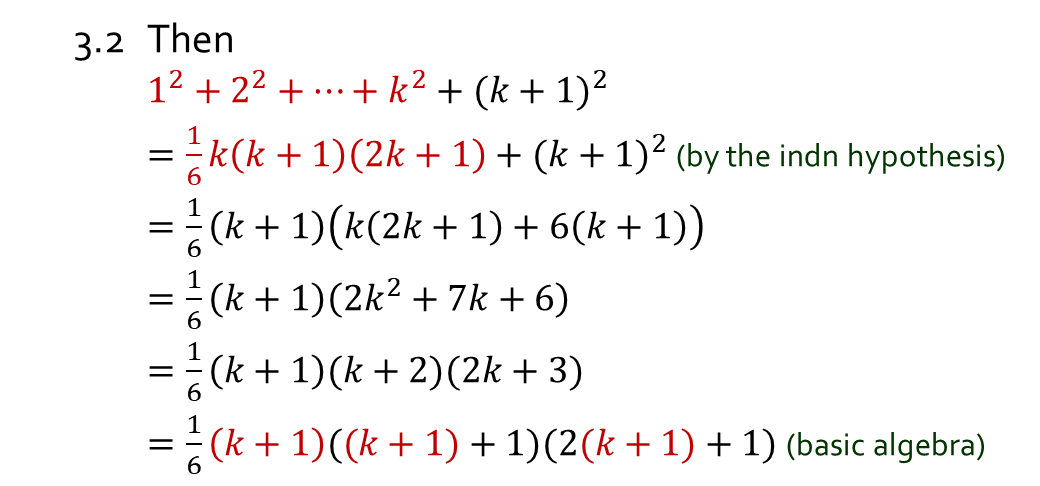 3.2 Then
1² + 2² + ⋯ + k² + (k + 1)²
= 1/6 k(k + 1)(2k + 1) + (k + 1)² (by the indn hypothesis)
= 1/6 (k + 1)(k(2k + 1) + 6(k + 1))
= 1/6 (k + 1)(2k² + 7k + 6)
= 1/6 (k + 1)(k + 2)(2k + 3)
= 1/6 (k + 1)((k + 1) + 1)(2(k + 1) + 1) (basic algebra)